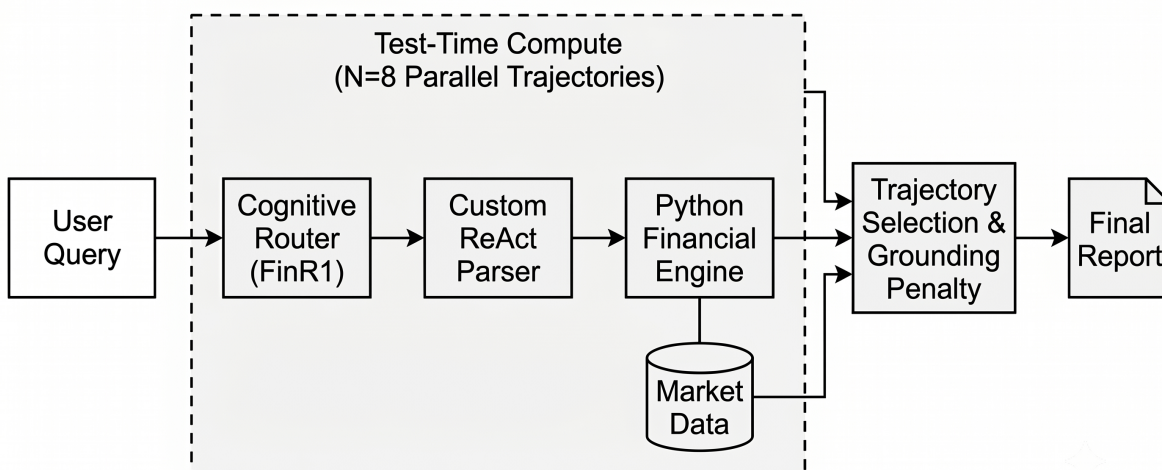 Test-Time Compute
(N=8 Parallel Trajectories)
User
Query
Cognitive
Router
(FinR1)
Custom
ReAct
Parser
Python
Financial
Engine
Market
Data
Trajectory
Selection &
Grounding
Penalty
Final
Report